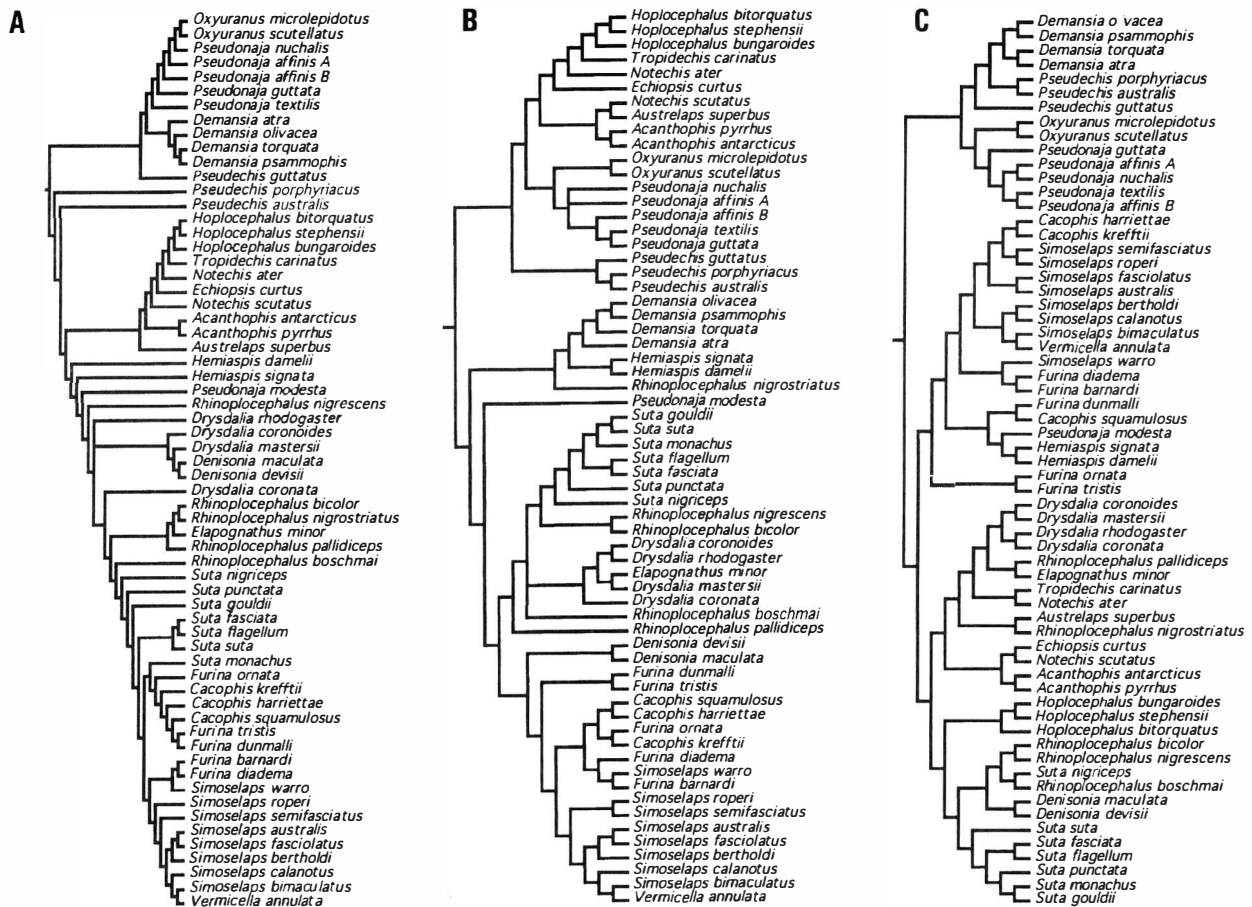 A
Oxyuranus microlepidotus
Oxyuranus scutellatus
Pseudonaja nuchalis
Pseudonaja affinis A
Pseudonaja affinis B
Pseudonaja guttata
Pseudonaja textilis
Demansia atra
Demansia olivacea
Demansia torquata
Demansia psammophis
Pseudechis guttatus
Pseudechis porphyriacus
Pseudechis australis
Hoplocephalus bitorquatus
Hoplocephalus stephensii
Hoplocephalus bungaroides
Tropidechis carinatus
Notechis ater
Echiopsis curtus
Notechis scutatus
Acanthophis antarcticus
Acanthophis pyrrhus
Austrelaps superbus
Hemiaspis damelii
Hemiaspis signata
Pseudonaja modesta
Rhinoplocephalus nigrescens
Drysdalia rhodogaster
Drysdalia coronoides
Drysdalia mastersii
Denisonia maculata
Denisonia devisii
Drysdalia coronata
Rhinoplocephalus bicolor
Rhinoplocephalus nigrostriatus
Elapognathus minor
Rhinoplocephalus pallidiceps
Rhinoplocephalus boschmai
Suta nigriceps
Suta punctata
Suta gouldii
Suta fasciata
Suta flagellum
Suta suta
Suta monachus
Furina ornata
Cacophis krefftii
Cacophis harriettae
Cacophis squamulosus
Furina tristis
Furina dunmalli
Furina barnardi
Furina diadema
Simoselaps warro
Simoselaps roperi
Simoselaps semifasciatus
Simoselaps australis
Simoselaps fasciolatus
Simoselaps bertholdi
Simoselaps calanotus
Simoselaps bimaculatus
Vermicella annulata
B
Hoplocephalus bitorquatus
Hoplocephalus stephensii
Hoplocephalus bungaroides
Tropidechis carinatus
Notechis ater
Echiopsis curtus
Notechis scutatus
Austrelaps superbus
Acanthophis pyrrhus
Acanthophis antarcticus
Oxyuranus microlepidotus
Oxyuranus scutellatus
Pseudonaja nuchalis
Pseudonaja affinis A
Pseudonaja affinis B
Pseudonaja textilis
Pseudonaja guttata
Pseudechis guttatus
Pseudechis porphyriacus
Pseudechis australis
Demansia olivacea
Demansia psammophis
Demansia torquata
Demansia atra
Hemiaspis signata
Hemiaspis damelii
Rhinoplocephalus nigrostriatus
Pseudonaja modesta
Suta gouldii
Suta suta
Suta monachus
Suta flagellum
Suta fasciata
Suta punctata
Suta nigriceps
Rhinoplocephalus nigrescens
Rhinoplocephalus bicolor
Drysdalia coronoides
Drysdalia rhodogaster
Elapognathus minor
Drysdalia mastersii
Drysdalia coronata
Rhinoplocephalus boschmai
Rhinoplocephalus pallidiceps
Denisonia devisii
Denisonia maculata
Furina dunmalli
Furina tristis
Cacophis squamulosus
Cacophis harriettae
Furina ornata
Cacophis krefftii
Furina diadema
Simoselaps warro
Furina barnardi
Simoselaps roperi
Simoselaps semifasciatus
Simoselaps australis
Simoselaps fasciolatus
Simoselaps bertholdi
Simoselaps calanotus
Simoselaps bimaculatus
Vermicella annulata
C
Demansia o ivacea
Demansia psammophis
Demansia torquata
Demansia atra
Pseudechis porphyriacus
Pseudechis australis
Pseudechis guttatus
Oxyuranus microlepidotus
Oxyuranus scutellatus
Pseudonaja guttata
Pseudonaja affinis A
Pseudonaja nuchalis
Pseudonaja textilis
Pseudonaja affinis B
Cacophis harriettae
Cacophis krefftii
Simoselaps semifasciatus
Simoselaps roperi
Simoselaps fasciolatus
Simoselaps australis
Simoselaps bertholdi
Simoselaps calanotus
Simoselaps bimaculatus
Vermicella annulata
Simoselaps warro
Furina diadema
Furina barnardi
Furina dunmalli
Cacophis squamulosus
Pseudonaja modesta
Hemiaspis signata
Hemiaspis damelii
Furina ornata
Furina tristis
Drysdalia coronoides
Drysdalia mastersii
Drysdalia rhodogaster
Drysdalia coronata
Rhinoplocephalus pallidiceps
Elapognathus minor
Tropidechis carinatus
Notechis ater
Austrelaps superbus
Rhinoplocephalus nigrostriatus
Echiopsis curtus
Notechis scutatus
Acanthophis antarcticus
Acanthophis pyrrhus
Hoplocephalus bungaroides
Hoplocephalus stephensii
Hoplocephalus bitorquatus
Rhinoplocephalus bicolor
Rhinoplocephalus nigrescens
Suta nigriceps
Rhinoplocephalus boschmai
Denisonia maculata
Denisonia devisii
Suta suta
Suta fasciata
Suta flagellum
Suta punctata
Suta monachus
Suta gouldii